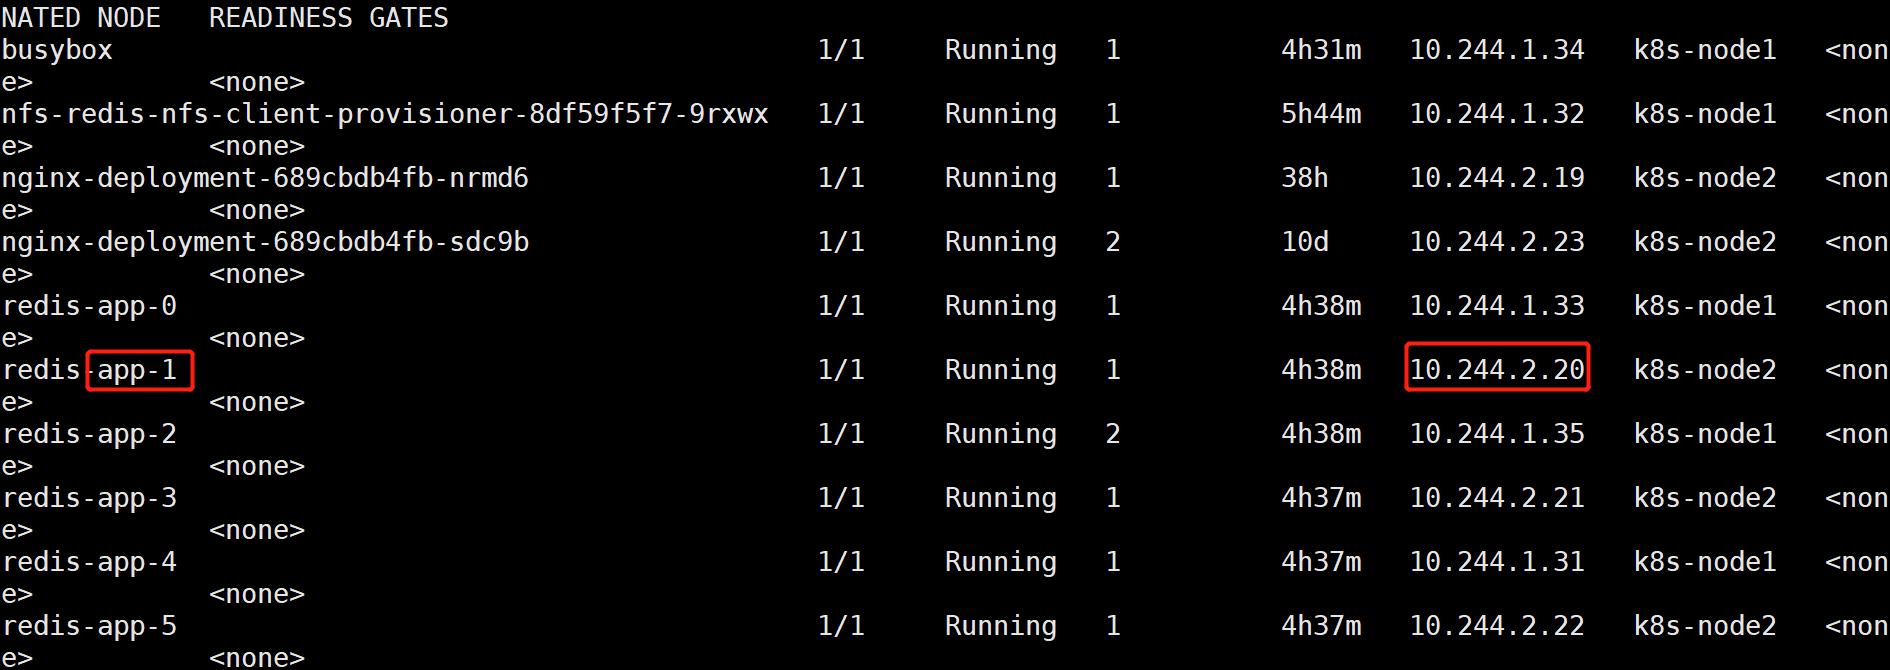 NATED NODE   READINESS GATES
busybox                                            1/1     Running   1          4h31m   10.244.1.34   k8s-node1   <non
e>           <none>
nfs-redis-nfs-client-provisioner-8df59f5f7-9rxwx   1/1     Running   1          5h44m   10.244.1.32   k8s-node1   <non
e>           <none>
nginx-deployment-689cbdb4fb-nrmd6                  1/1     Running   1          38h     10.244.2.19   k8s-node2   <non
e>           <none>
nginx-deployment-689cbdb4fb-sdc9b                  1/1     Running   2          10d     10.244.2.23   k8s-node2   <non
e>           <none>
redis-app-0                                        1/1     Running   1          4h38m   10.244.1.33   k8s-node1   <non
e>           <none>
redis-app-1                                        1/1     Running   1          4h38m   10.244.2.20   k8s-node2   <non
e>           <none>
redis-app-2                                        1/1     Running   2          4h38m   10.244.1.35   k8s-node1   <non
e>           <none>
redis-app-3                                        1/1     Running   1          4h37m   10.244.2.21   k8s-node2   <non
e>           <none>
redis-app-4                                        1/1     Running   1          4h37m   10.244.1.31   k8s-node1   <non
e>           <none>
redis-app-5                                        1/1     Running   1          4h37m   10.244.2.22   k8s-node2   <non
e>           <none>